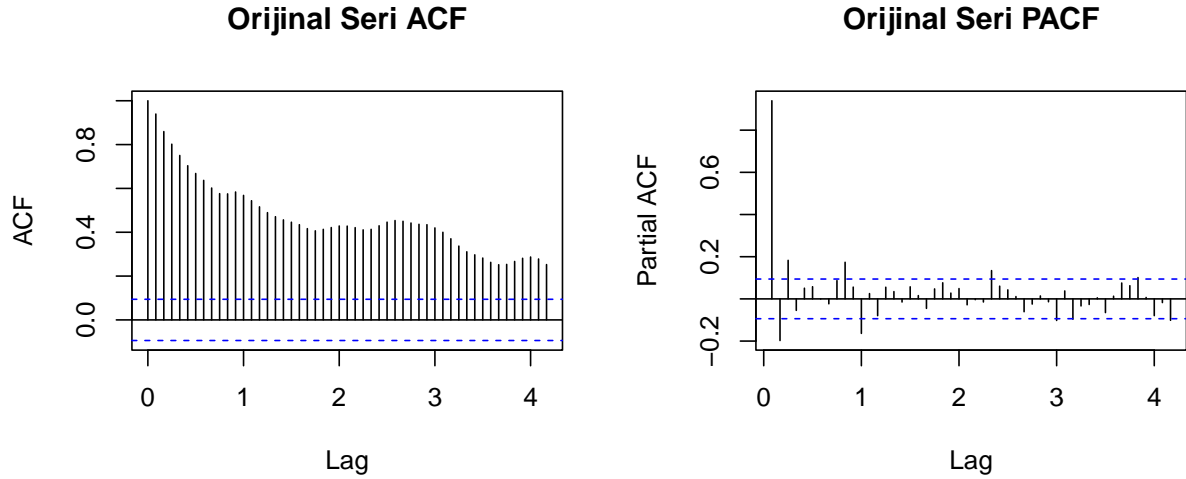 Orijinal Seri ACF
ACF
0.8
0.4
0.0
0 1 2 3 4
Lag
Orijinal Seri PACF
Partial ACF
0.6
0.2
−0.2
0 1 2 3 4
Lag